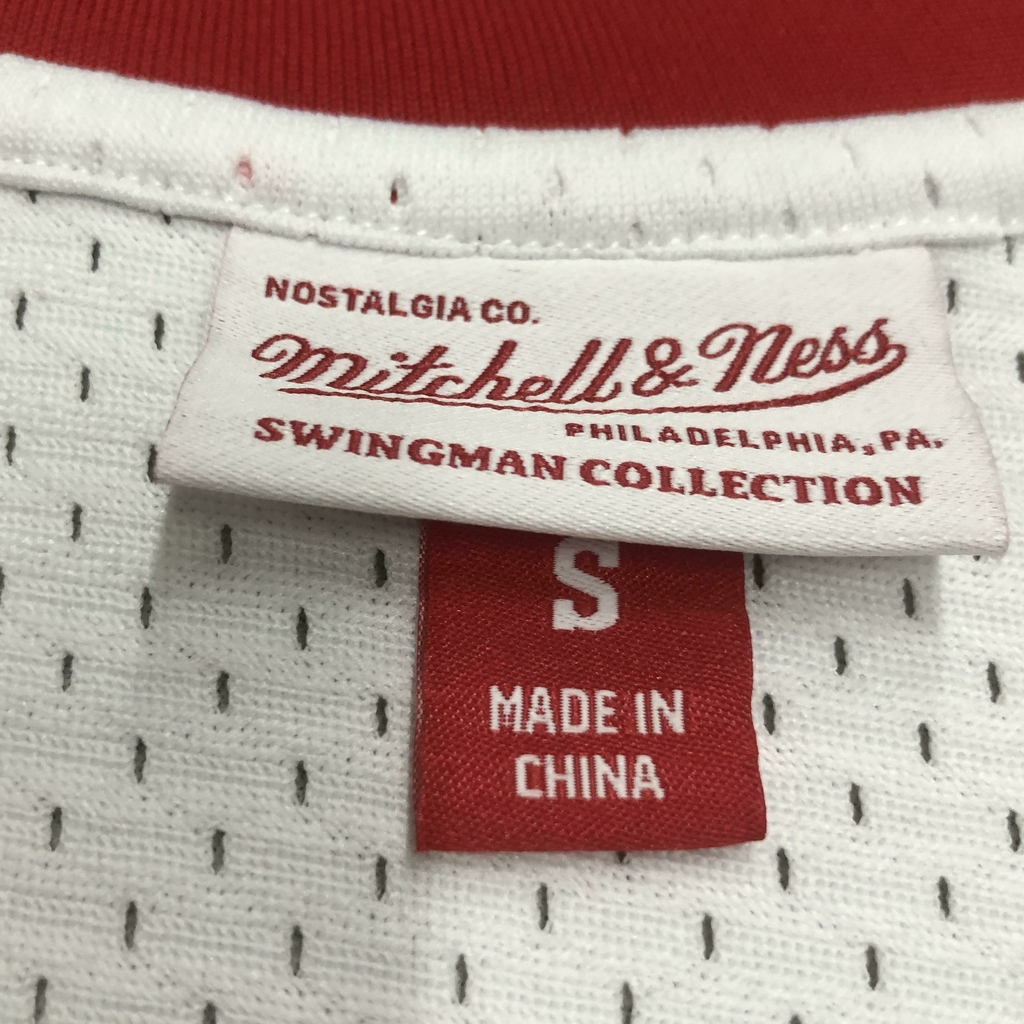 NOSTALGIA CO.
Mitchell & Ness
PHILADELPHIA, PA.
SWINGMAN COLLECTION
S
MADE IN
CHINA